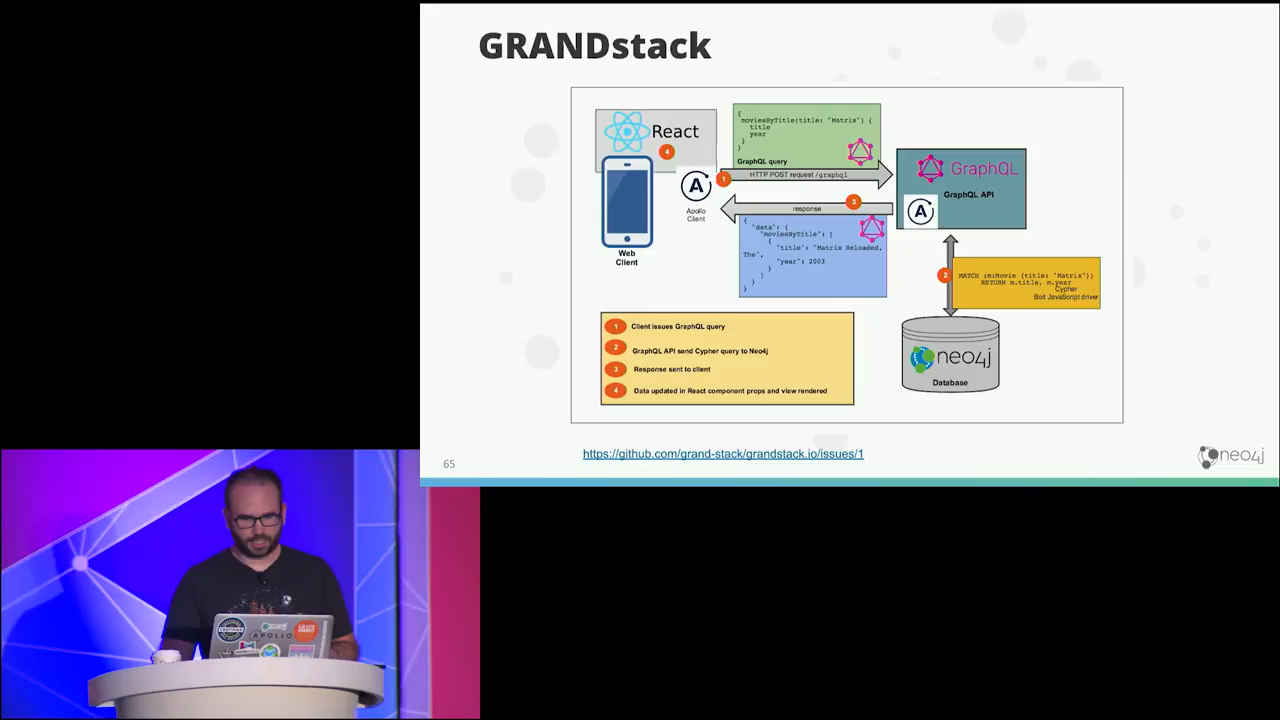 GRANDstack
React
4
{
moviesByTitle(title: "Matrix") {
title
year
}
}
GraphQL query
1
HTTP POST request /graphql
GraphQL
GraphQL API
A
Apollo
Client
A
3
response
{
"data": {
"moviesByTitle": [
{
"title": "Matrix Reloaded,
The",
"year": 2003
}
]
}
}
Web
Client
2
MATCH (m:Movie {title: "Matrix"})
RETURN m.title, m.year
Cypher
Bolt JavaScript driver
1 Client issues GraphQL query
2 GraphQL API send Cypher query to Neo4j
3 Response sent to client
4 Data updated in React component props and view rendered
neo4j
Database
https://github.com/grand-stack/grandstack.io/issues/1
65
neo4j
APOLLO